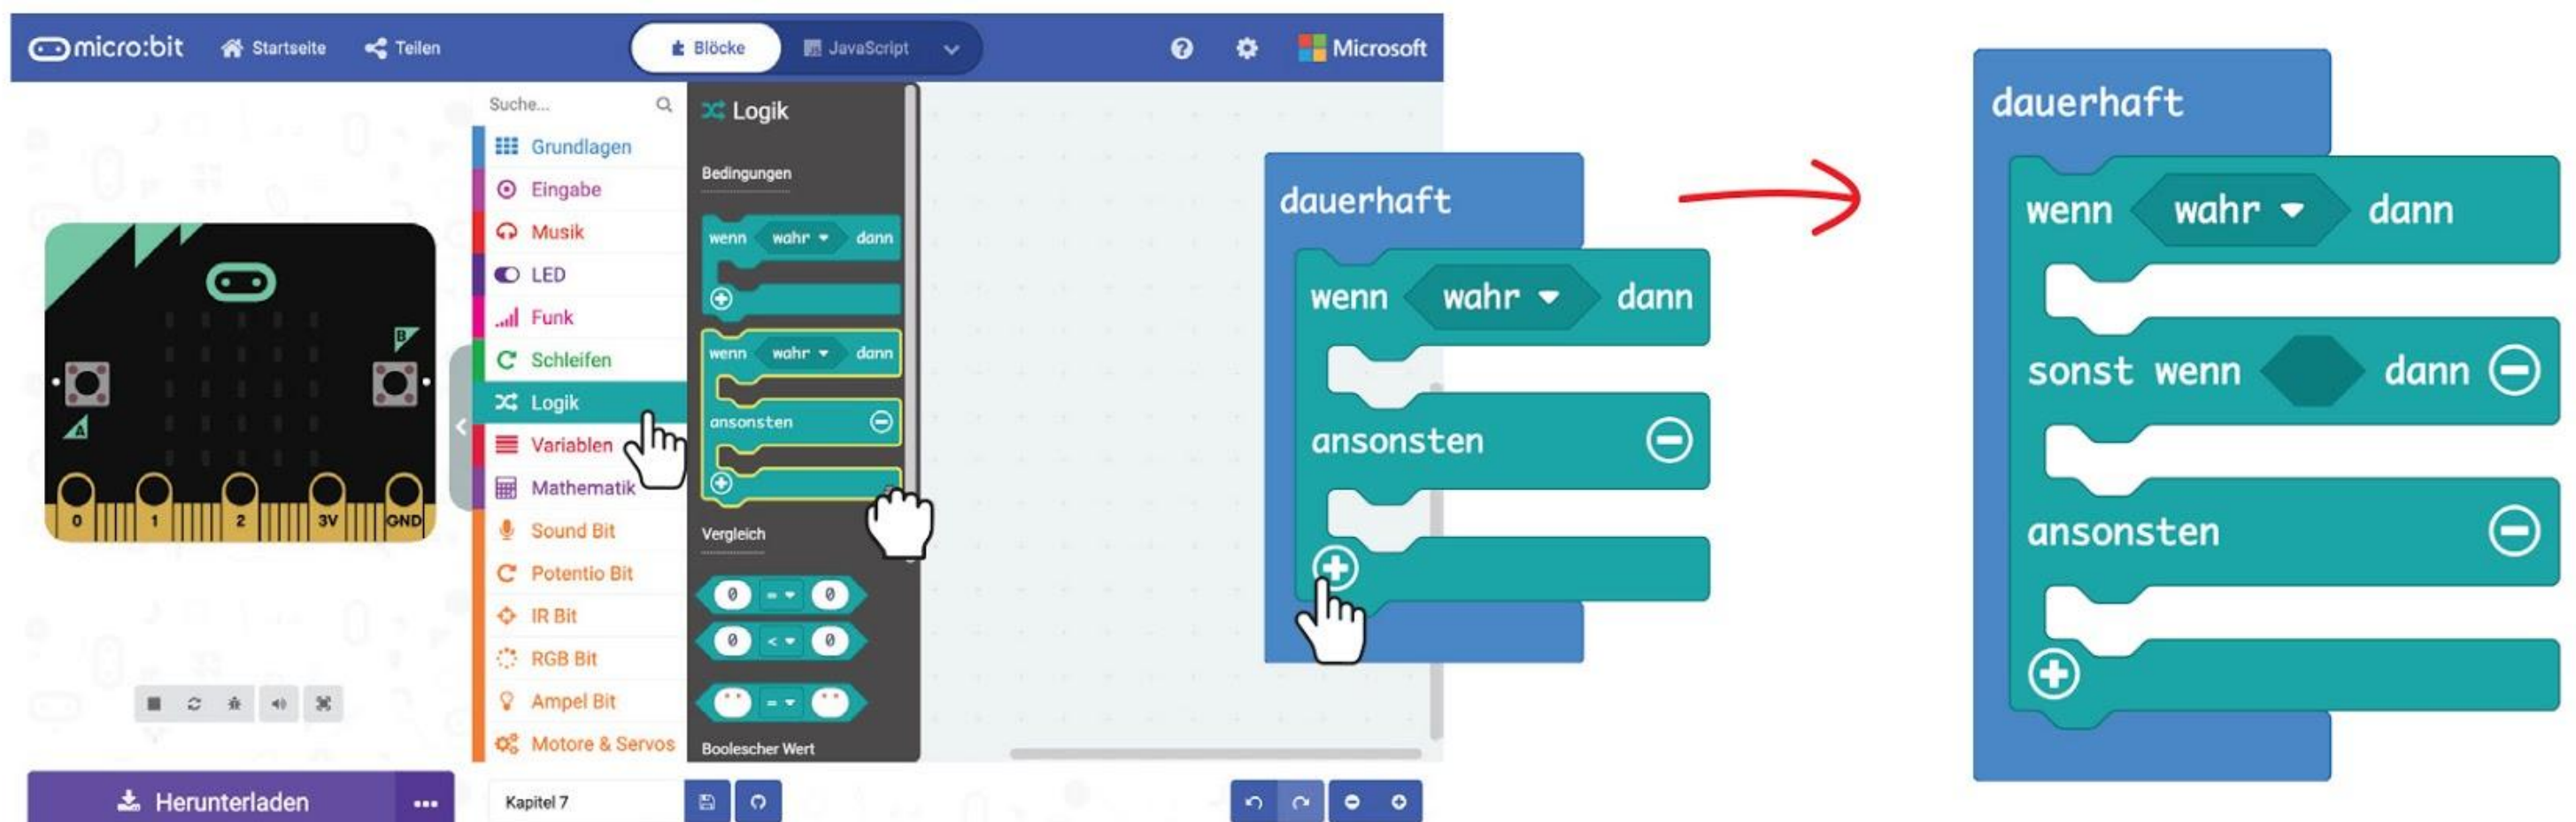 micro:bit
Startseite
Teilen
Blöcke
JavaScript
Microsoft
B
A
0 1 2 3V GND
Herunterladen
Suche...
Grundlagen
Eingabe
Musik
LED
Funk
Schleifen
Logik
Variablen
Mathematik
Sound Bit
Potentio Bit
IR Bit
RGB Bit
Ampel Bit
Motore & Servos
Kapitel 7
Logik
Bedingungen
wenn wahr dann
wenn wahr dann
ansonsten
Vergleich
0 = 0
0 < 0
" " = " "
Boolescher Wert
dauerhaft
wenn wahr dann
ansonsten
dauerhaft
wenn wahr dann
sonst wenn dann
ansonsten